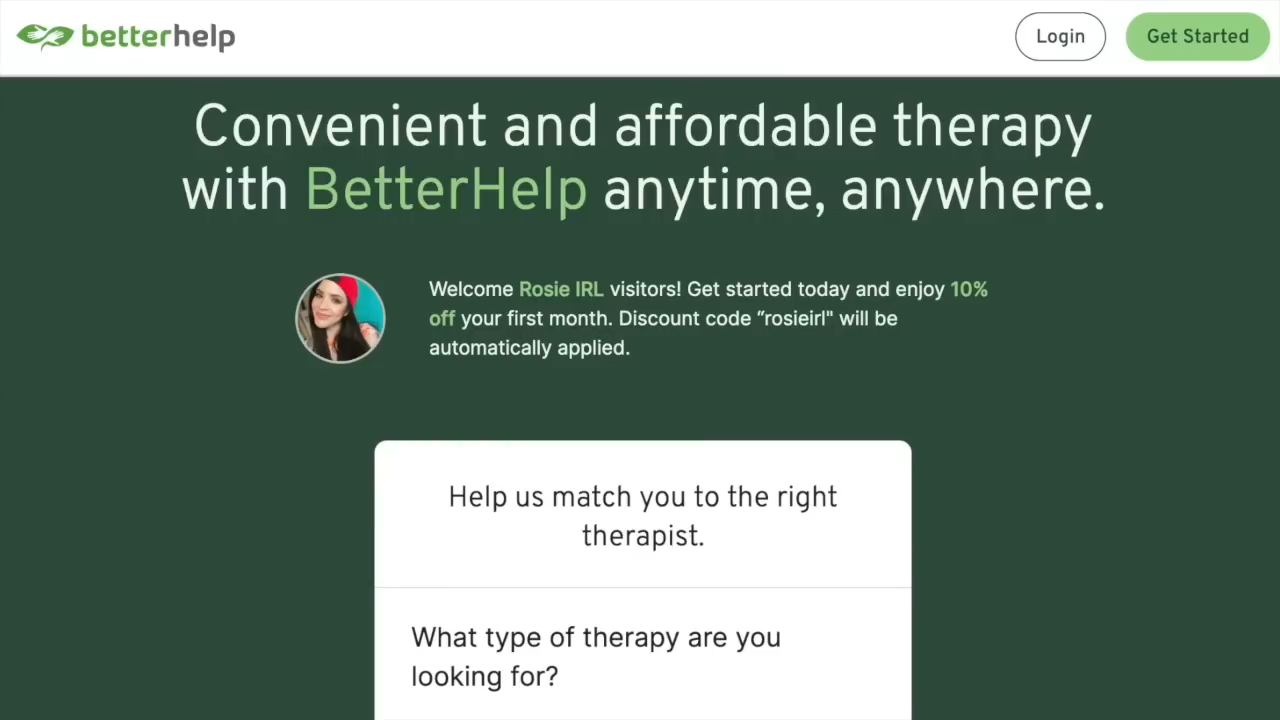 betterhelp
Login
Get Started
Convenient and affordable therapy
with BetterHelp anytime, anywhere.
Welcome Rosie IRL visitors! Get started today and enjoy 10%
off your first month. Discount code “rosieirl" will be
automatically applied.
Help us match you to the right
therapist.
What type of therapy are you
looking for?